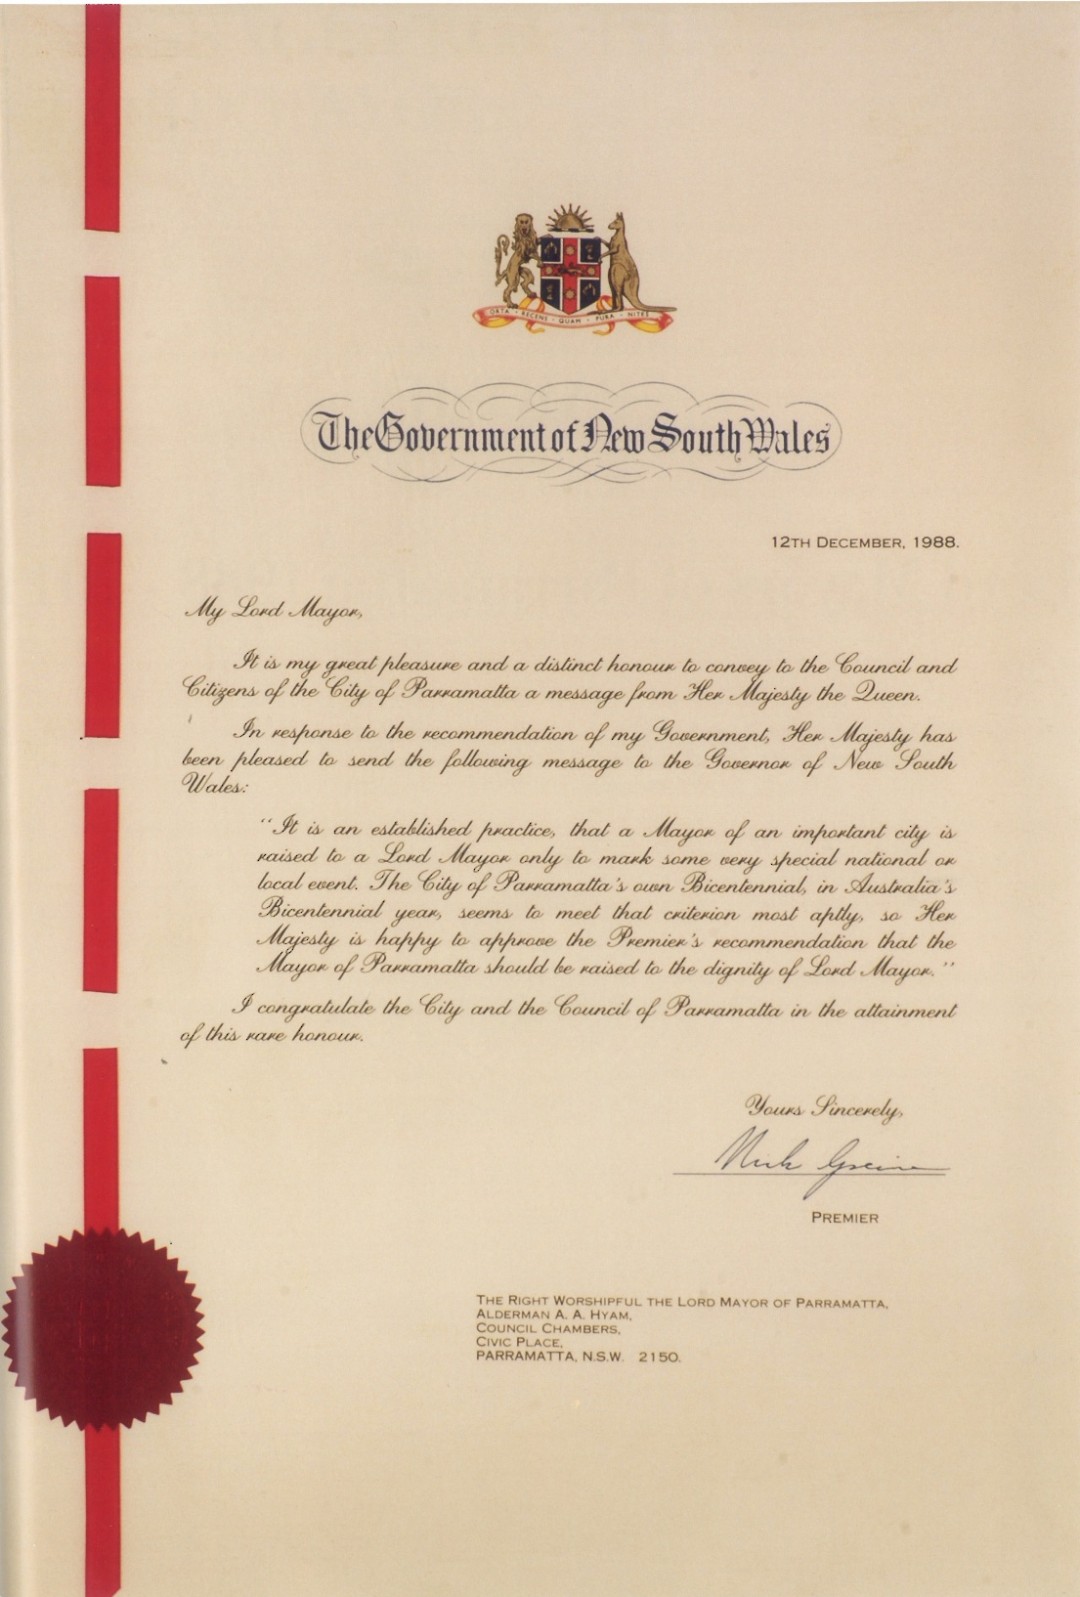 ORTA · RECENS · QUAM · PURA · NITES
The Government of New South Wales
12TH DECEMBER, 1988.
My Lord Mayor,
It is my great pleasure and a distinct honour to convey to the Council and
Citizens of the City of Parramatta a message from Her Majesty the Queen.
In response to the recommendation of my Government, Her Majesty has
been pleased to send the following message to the Governor of New South
Wales:
"It is an established practice, that a Mayor of an important city is
raised to a Lord Mayor only to mark some very special national or
local event. The City of Parramatta's own Bicentennial, in Australia's
Bicentennial year, seems to meet that criterion most aptly, so Her
Majesty is happy to approve the Premier's recommendation that the
Mayor of Parramatta should be raised to the dignity of Lord Mayor."
I congratulate the City and the Council of Parramatta in the attainment
of this rare honour.
Yours Sincerely,
Nick Greiner
PREMIER
THE RIGHT WORSHIPFUL THE LORD MAYOR OF PARRAMATTA,
ALDERMAN A. A. HYAM,
COUNCIL CHAMBERS,
CIVIC PLACE,
PARRAMATTA, N.S.W. 2150.